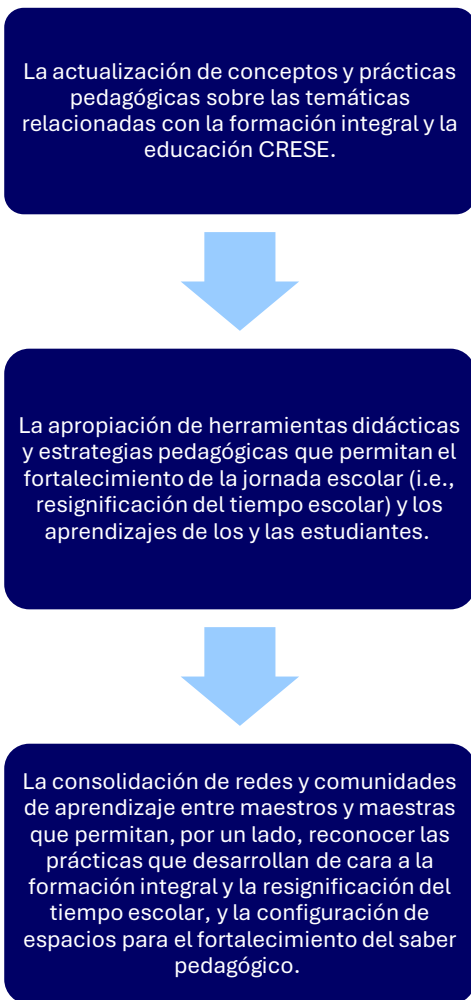 La actualización de conceptos y prácticas
pedagógicas sobre las temáticas
relacionadas con la formación integral y la
educación CRESE.
La apropiación de herramientas didácticas
y estrategias pedagógicas que permitan el
fortalecimiento de la jornada escolar (i.e.,
resignificación del tiempo escolar) y los
aprendizajes de los y las estudiantes.
La consolidación de redes y comunidades
de aprendizaje entre maestros y maestras
que permitan, por un lado, reconocer las
prácticas que desarrollan de cara a la
formación integral y la resignificación del
tiempo escolar, y la configuración de
espacios para el fortalecimiento del saber
pedagógico.